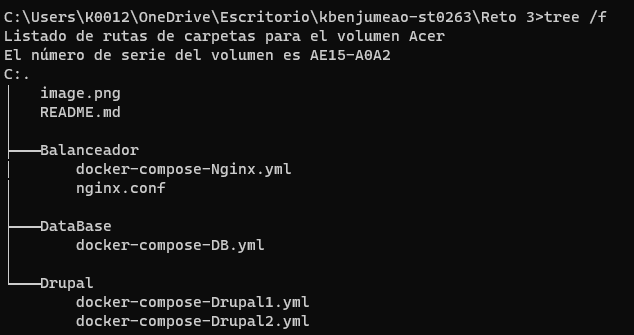 C:\Users\K0012\OneDrive\Escritorio\kbenjumeao-st0263\Reto 3>tree /f
Listado de rutas de carpetas para el volumen Acer
El número de serie del volumen es AE15-A0A2
C:.
│   image.png
│   README.md
│
├───Balanceador
│       docker-compose-Nginx.yml
│       nginx.conf
│
├───DataBase
│       docker-compose-DB.yml
│
└───Drupal
        docker-compose-Drupal1.yml
        docker-compose-Drupal2.yml